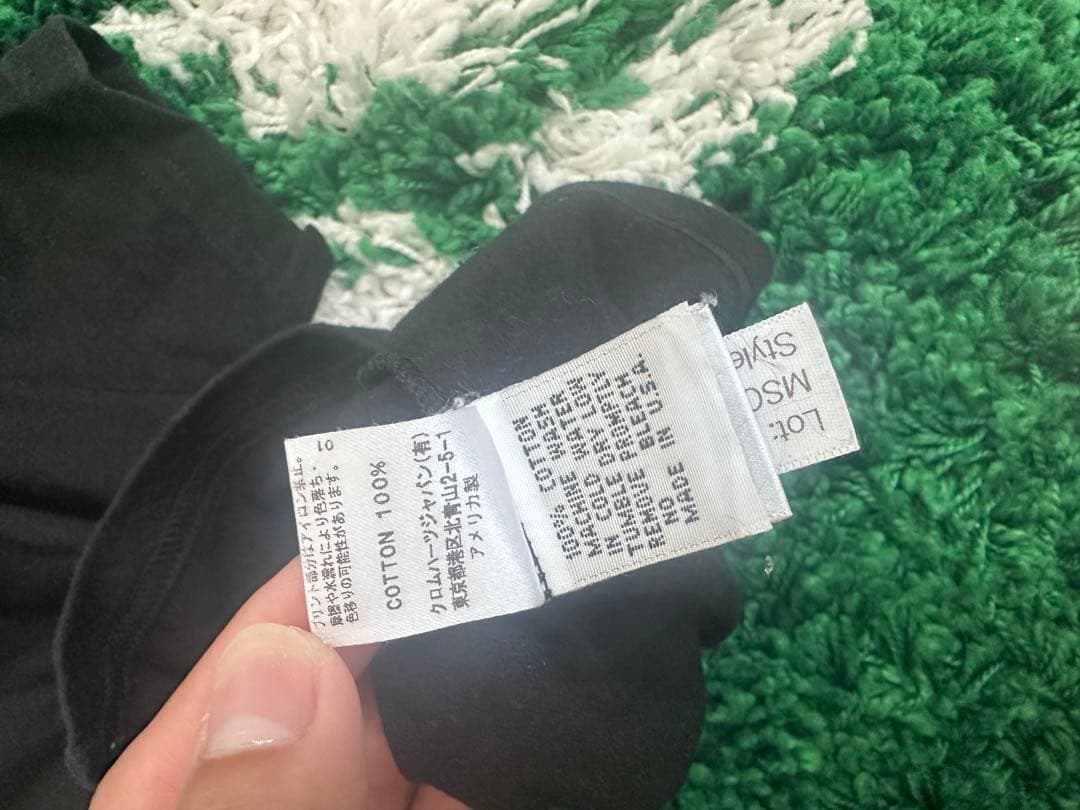 プリント部分はアイロン禁止。
摩擦や水濡れにより色落ち・
色移りの可能性があります。
COTTON 100%
クロムハーツジャパン(有)
東京都港区北青山2-5-1
アメリカ製
100% COTTON
MACHINE WASH
IN COLD WATER
TUMBLE DRY LOW
REMOVE PROMPTLY
NO BLEACH
MADE IN U.S.A.
Style
Lot: